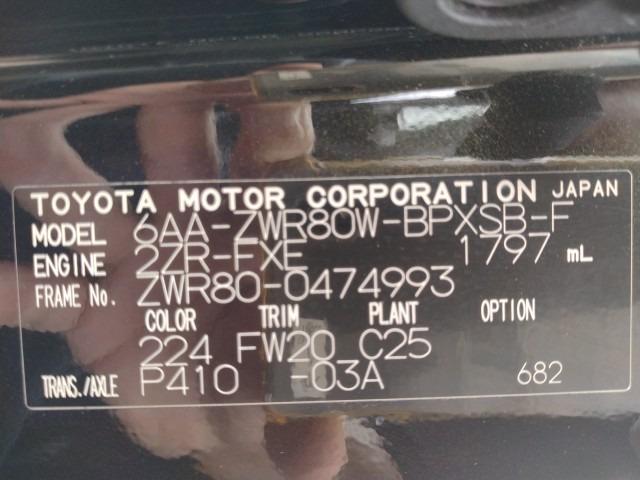 TOYOTA MOTOR CORPORATION JAPAN
MODEL 6AA-ZWR80W-BPXSB-F
ENGINE 2ZR-FXE 1797 mL
FRAME No. ZWR80-0474993
COLOR TRIM PLANT OPTION
224 FW20 C25
TRANS./AXLE P410 -03A 682